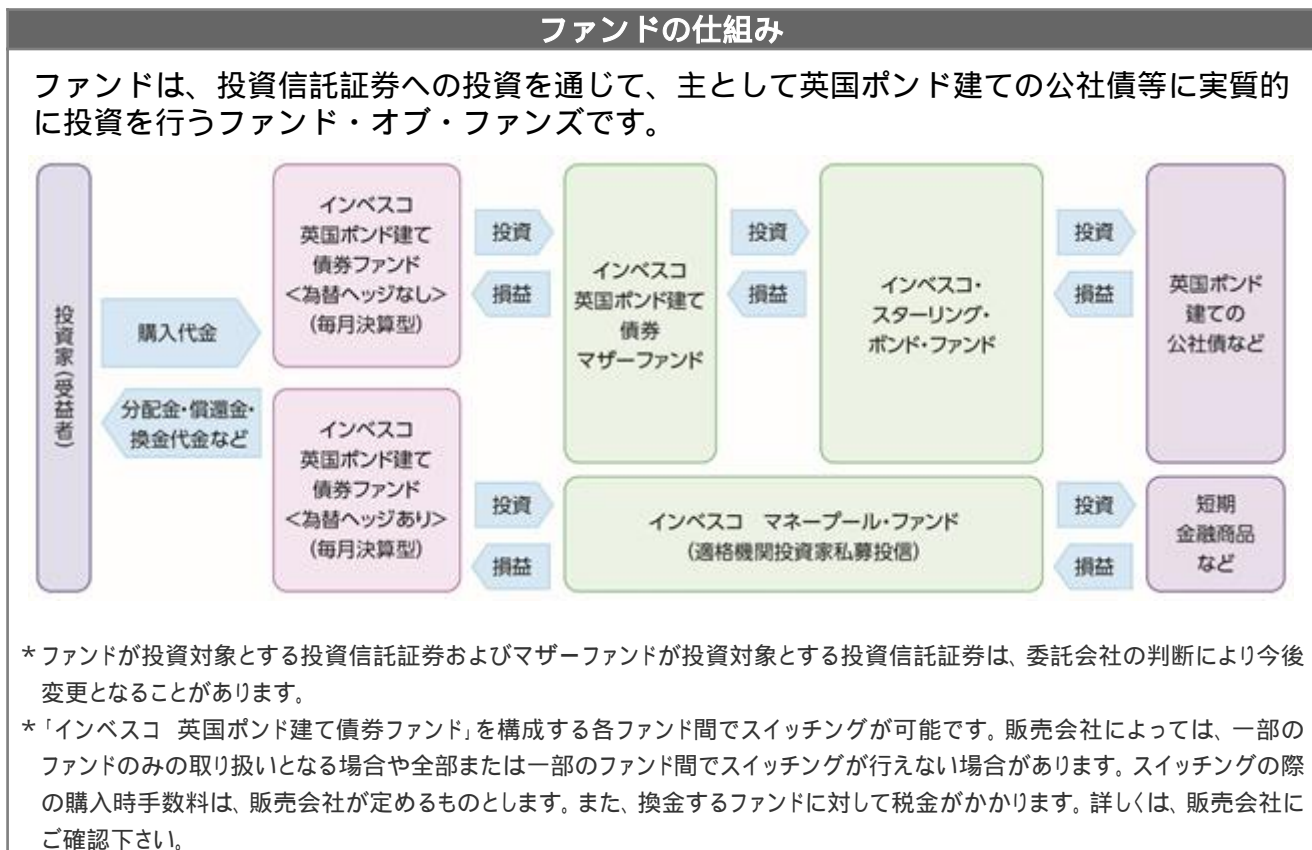 ファンドの仕組み
ファンドは、投資信託証券への投資を通じて、主として英国ポンド建ての公社債等に実質的
に投資を行うファンド・オブ・ファンズです。
投資家(受益者)
購入代金
分配金・償還金・
換金代金など
インベスコ
英国ポンド建て
債券ファンド
<為替ヘッジなし>
(毎月決算型)
インベスコ
英国ポンド建て
債券ファンド
<為替ヘッジあり>
(毎月決算型)
投資
損益
投資
損益
インベスコ
英国ポンド建て
債券
マザーファンド
投資
損益
インベスコ・
スターリング・
ボンド・ファンド
インベスコ マネープール・ファンド
(適格機関投資家私募投信)
投資
損益
投資
損益
英国ポンド
建ての
公社債など
短期
金融商品
など
*ファンドが投資対象とする投資信託証券およびマザーファンドが投資対象とする投資信託証券は、委託会社の判断により今後
変更となることがあります。
*「インベスコ 英国ポンド建て債券ファンド」を構成する各ファンド間でスイッチングが可能です。販売会社によっては、一部の
ファンドのみの取り扱いとなる場合や全部または一部のファンド間でスイッチングが行えない場合があります。スイッチングの際
の購入時手数料は、販売会社が定めるものとします。また、換金するファンドに対して税金がかかります。詳しくは、販売会社に
ご確認下さい。